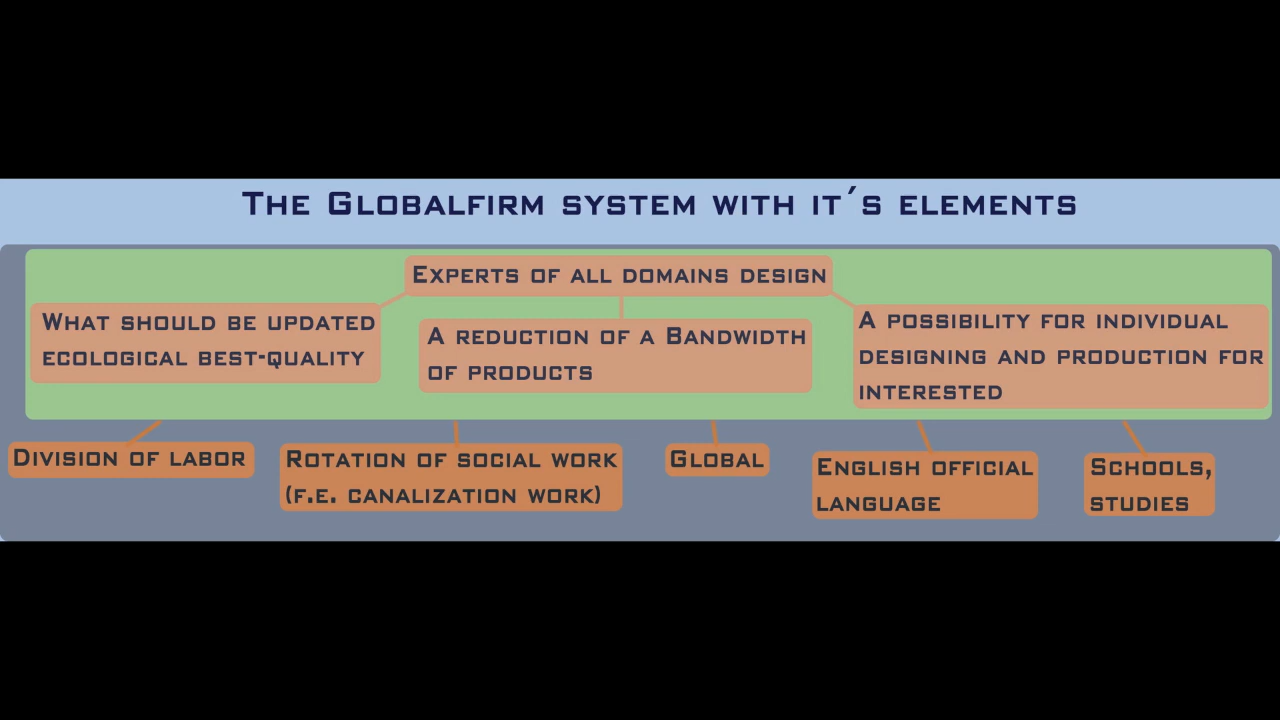 The Globalfirm system with it´s elements
Experts of all domains design
What should be updated
ecological best-quality
A reduction of a Bandwidth
of products
A possibility for individual
designing and production for
interested
Division of labor
Rotation of social work
(f.e. canalization work)
Global
English official
language
Schools,
studies